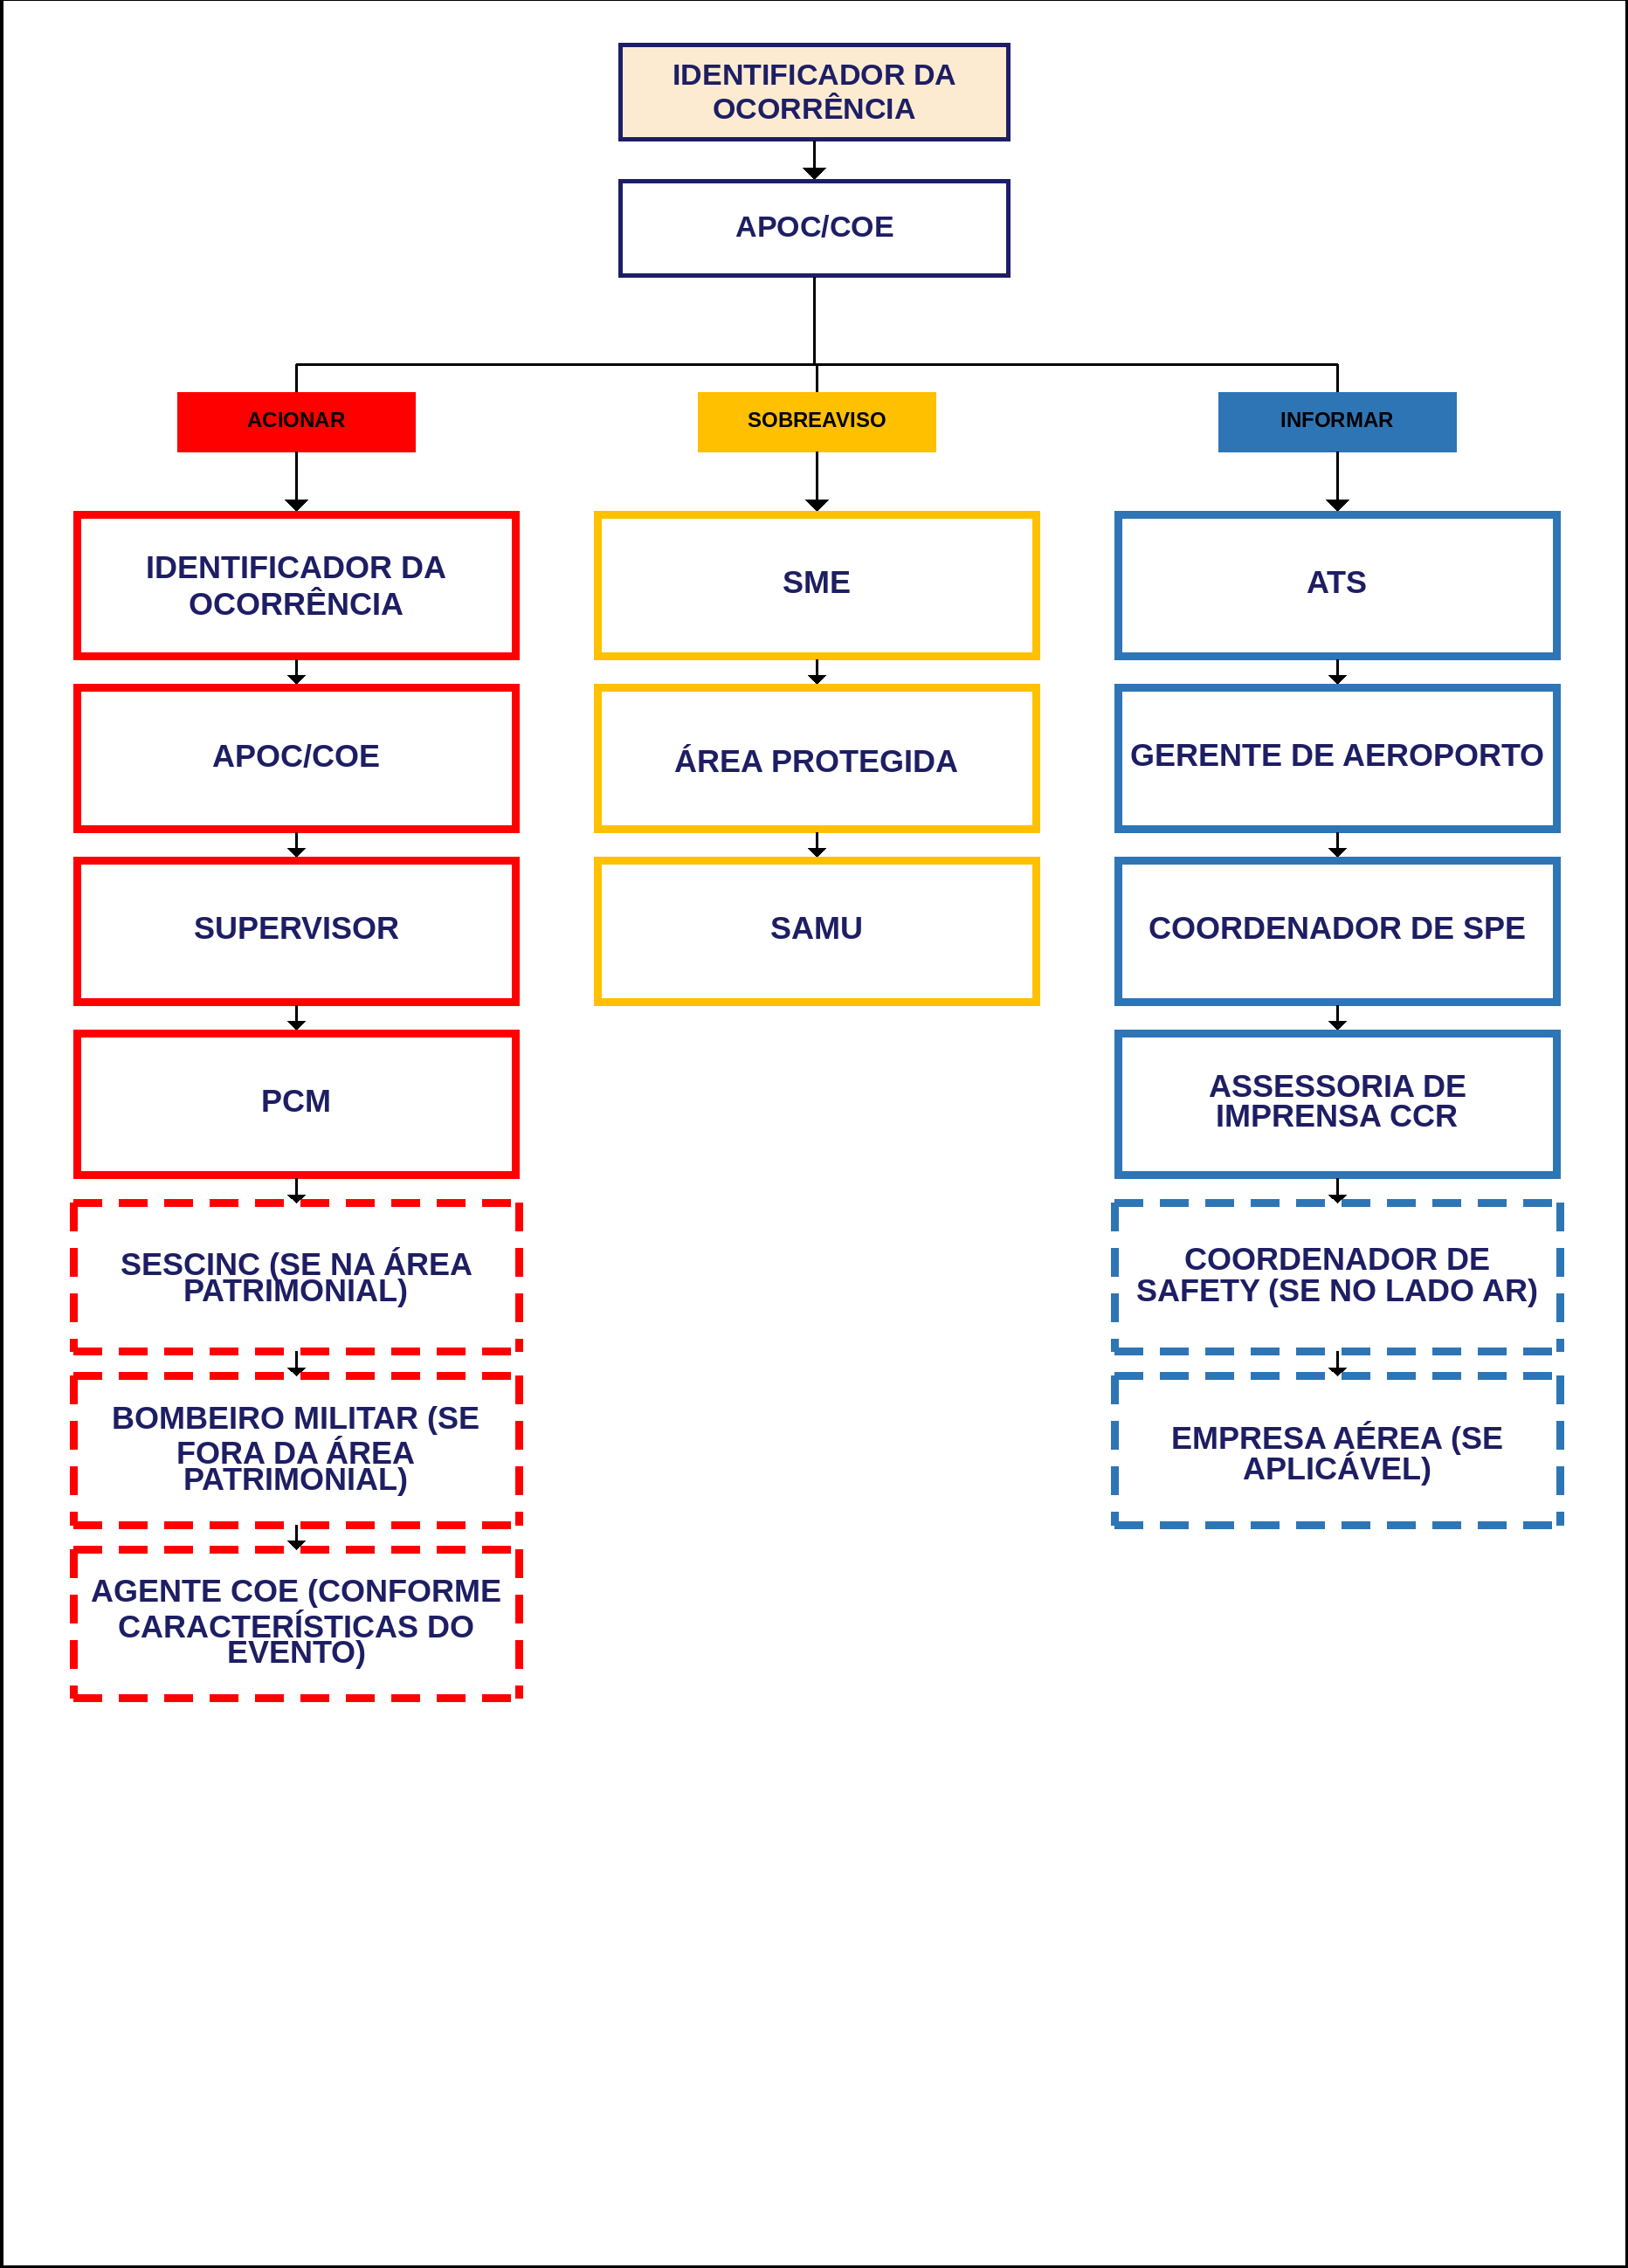 IDENTIFICADOR DA
OCORRÊNCIA
APOC/COE
ACIONAR
SOBREAVISO
INFORMAR
IDENTIFICADOR DA
OCORRÊNCIA
SME
ATS
APOC/COE
ÁREA PROTEGIDA
GERENTE DE AEROPORTO
SUPERVISOR
SAMU
COORDENADOR DE SPE
PCM
ASSESSORIA DE
IMPRENSA CCR
SESCINC (SE NA ÁREA
PATRIMONIAL)
COORDENADOR DE
SAFETY (SE NO LADO AR)
BOMBEIRO MILITAR (SE
FORA DA ÁREA
PATRIMONIAL)
EMPRESA AÉREA (SE
APLICÁVEL)
AGENTE COE (CONFORME
CARACTERÍSTICAS DO
EVENTO)